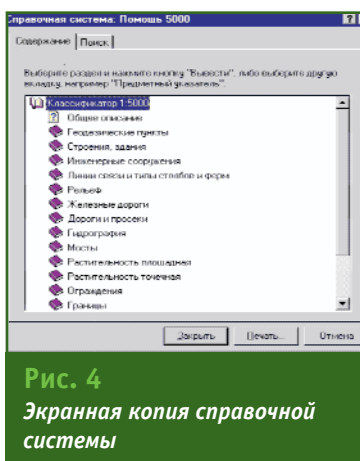 Справочная система: Помощь 5000
Содержание
Поиск
Выберите раздел и нажмите кнопку "Вывести", либо выберите другую
вкладку, например "Предметный указатель".
Классификатор 1:5000
Общее описание
Геодезические пункты
Строения, здания
Инженерные сооружения
Линии связи и типы столбов и ферм
Рельеф
Железные дороги
Дороги и просеки
Гидрография
Мосты
Растительность площадная
Растительность точечная
Ограждения
Границы
Закрыть
Печать...
Отмена
Рис. 4
Экранная копия справочной
системы